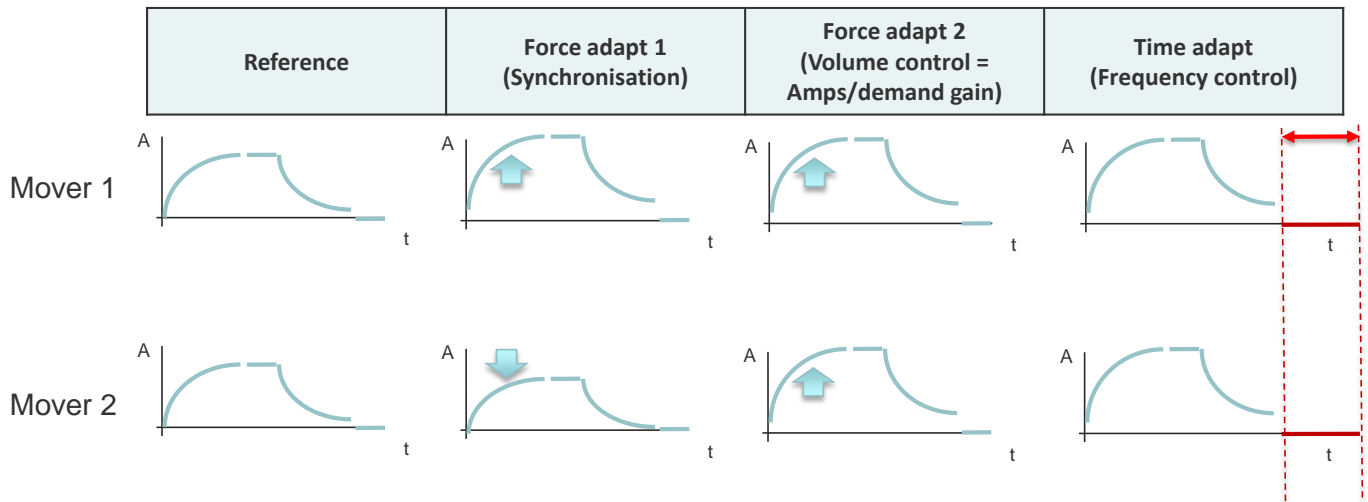 Reference
Force adapt 1
(Synchronisation)
Force adapt 2
(Volume control =
Amps/demand gain)
Time adapt
(Frequency control)
Mover 1
A
t
A
t
A
t
A
t
Mover 2
A
t
A
t
A
t
A
t